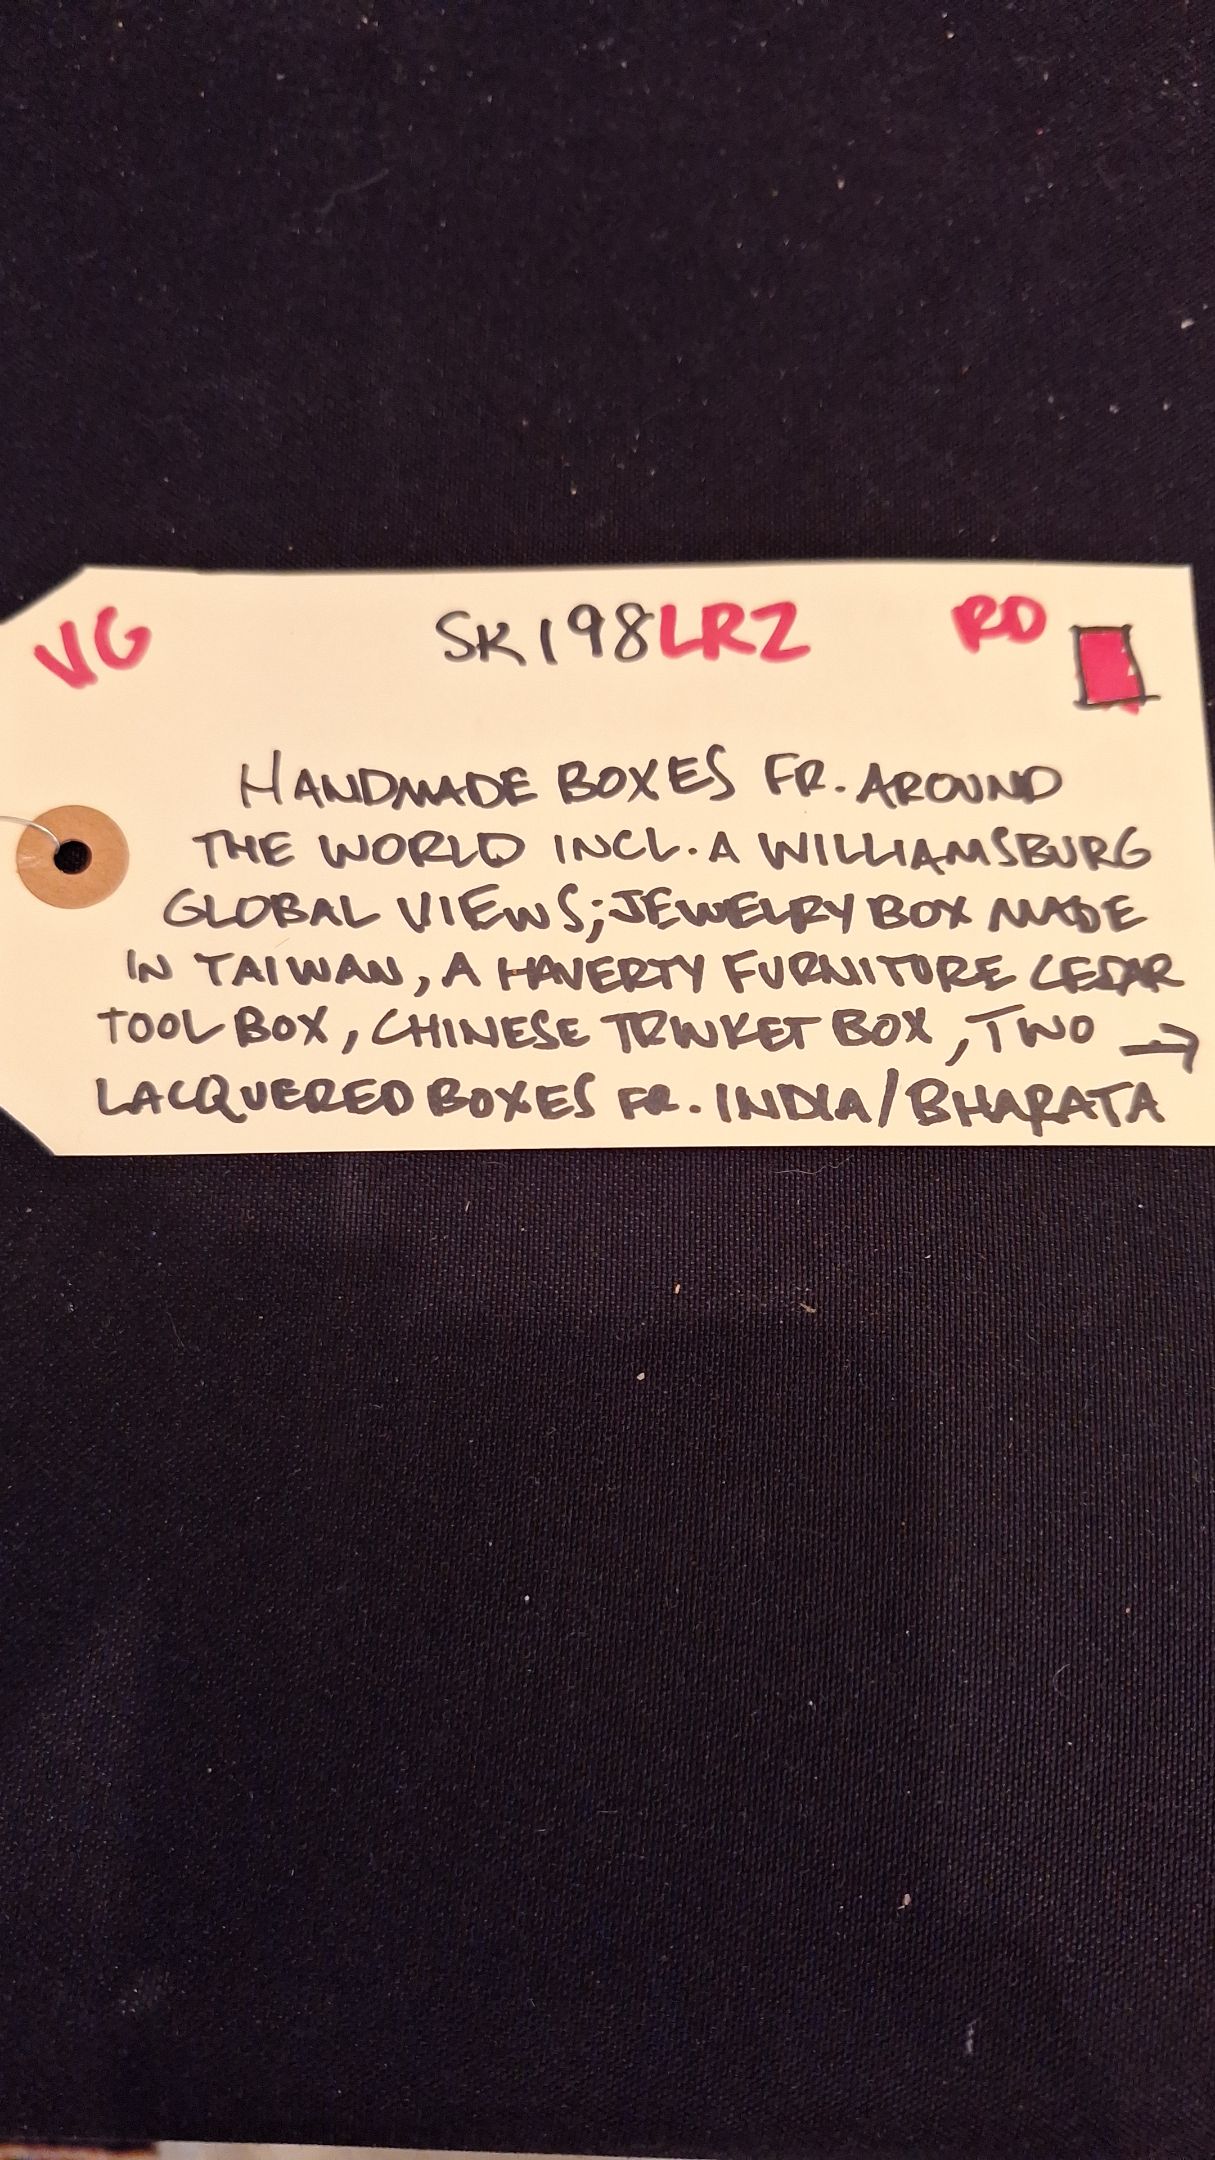 VG SK198LRZ RD
HANDMADE BOXES FR. AROUND
THE WORLD INCL. A WILLIAMSBURG
GLOBAL VIEWS; JEWELRY BOX MADE
IN TAIWAN, A HAVERTY FURNITURE CEDAR
TOOL BOX, CHINESE TRINKET BOX, TWO →
LACQUERED BOXES FR. INDIA/BHARATA